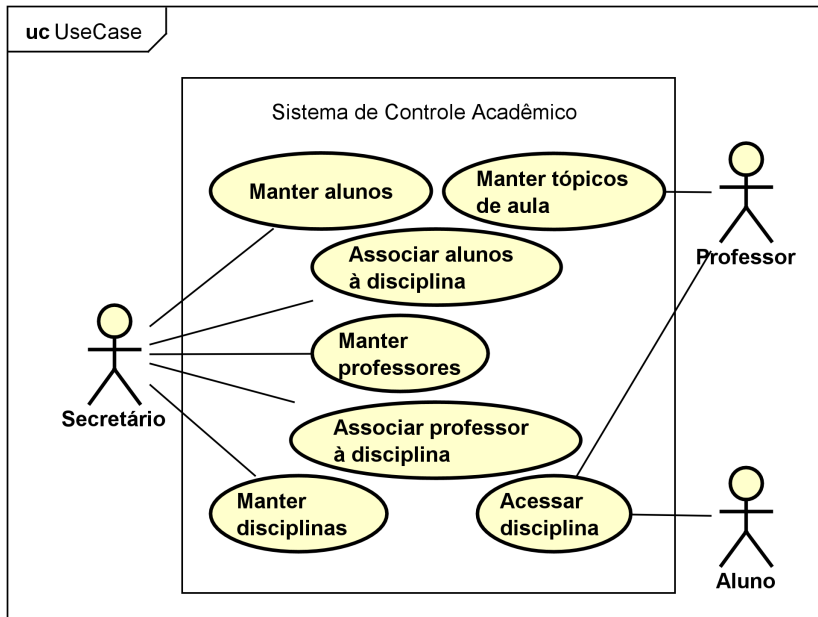 uc UseCase
Sistema de Controle Acadêmico
Manter alunos
Manter tópicos
de aula
Professor
Associar alunos
à disciplina
Manter
professores
Secretário
Associar professor
à disciplina
Manter
disciplinas
Acessar
disciplina
Aluno